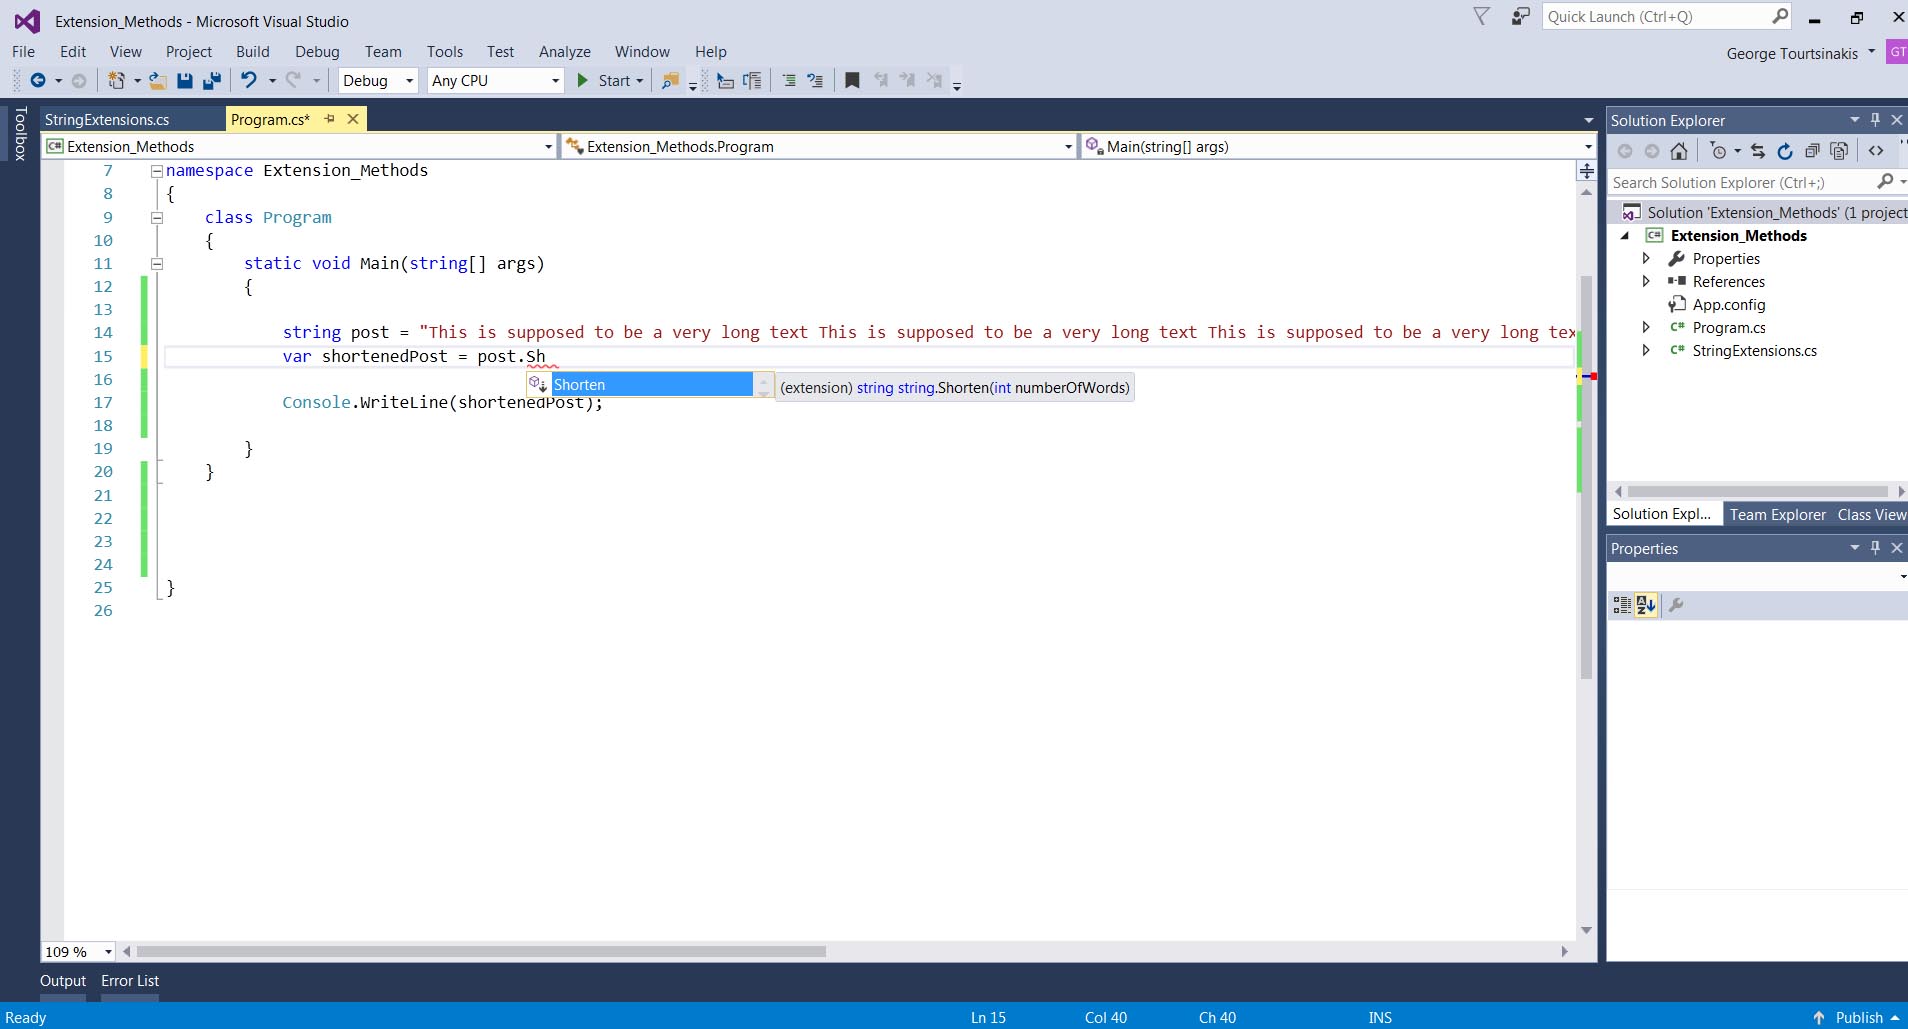 Extension_Methods - Microsoft Visual Studio
Quick Launch (Ctrl+Q)
File Edit View Project Build Debug Team Tools Test Analyze Window Help
George Tourtsinakis GT
Debug Any CPU Start
Toolbox
StringExtensions.cs Program.cs*
Extension_Methods Extension_Methods.Program Main(string[] args)
7 namespace Extension_Methods
8 {
9 class Program
10 {
11 static void Main(string[] args)
12 {
13
14 string post = "This is supposed to be a very long text This is supposed to be a very long text This is supposed to be a very long tex
15 var shortenedPost = post.Sh
Shorten (extension) string string.Shorten(int numberOfWords)
16
17 Console.WriteLine(shortenedPost);
18
19 }
20 }
21
22
23
24
25 }
26
109 %
Solution Explorer
Search Solution Explorer (Ctrl+;)
Solution 'Extension_Methods' (1 project
C# Extension_Methods
Properties
References
App.config
C# Program.cs
C# StringExtensions.cs
Solution Expl... Team Explorer Class View
Properties
Output Error List
Ready Ln 15 Col 40 Ch 40 INS Publish